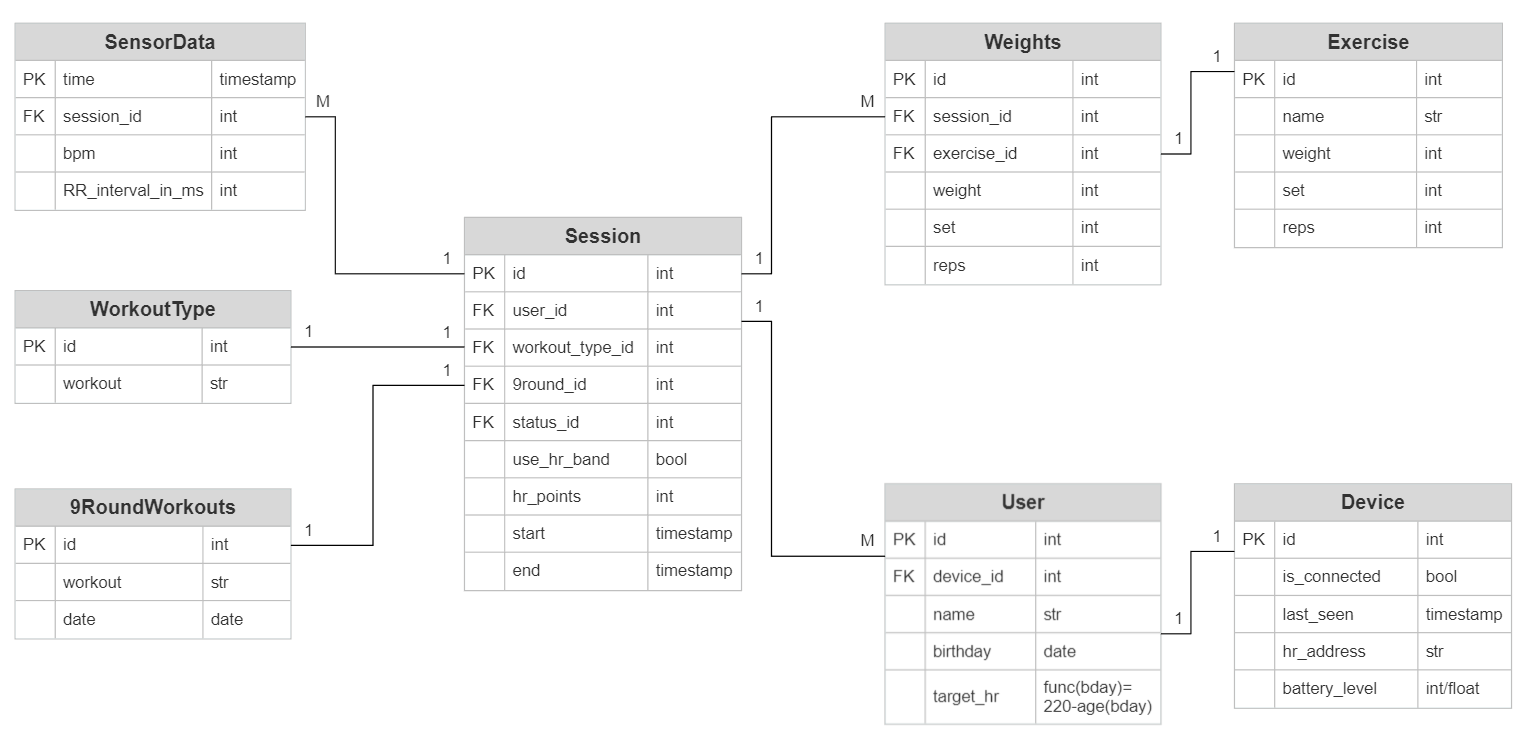 SensorData
PK time timestamp
FK session_id int
bpm int
RR_interval_in_ms int
M
1
WorkoutType
PK id int
workout str
1
1
9RoundWorkouts
PK id int
workout str
date date
1
1
Session
PK id int
FK user_id int
FK workout_type_id int
FK 9round_id int
FK status_id int
use_hr_band bool
hr_points int
start timestamp
end timestamp
1
M
1
M
Weights
PK id int
FK session_id int
FK exercise_id int
weight int
set int
reps int
1
1
Exercise
PK id int
name str
weight int
set int
reps int
User
PK id int
FK device_id int
name str
birthday date
target_hr func(bday)=
220-age(bday)
1
1
Device
PK id int
is_connected bool
last_seen timestamp
hr_address str
battery_level int/float